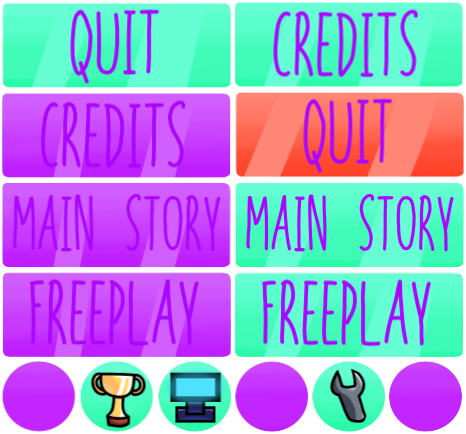 QUIT
CREDITS
CREDITS
QUIT
MAIN STORY
MAIN STORY
FREEPLAY
FREEPLAY